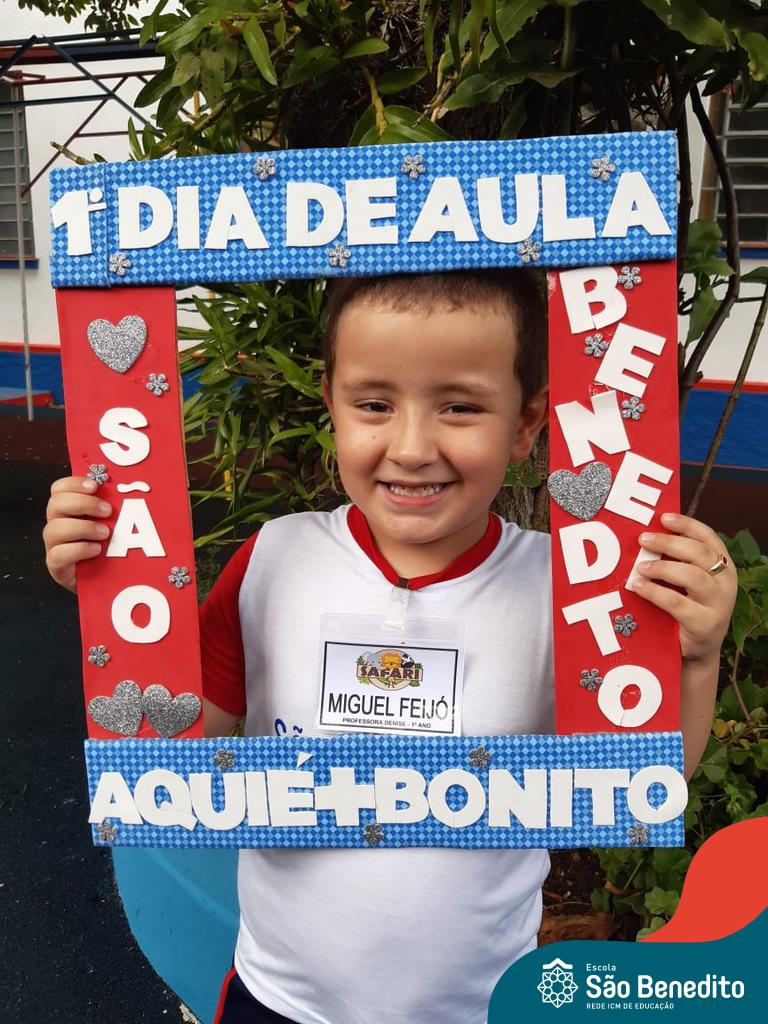 1º DIA DE AULA
SÃO
BENEDITO
AQUI É + BONITO
SAFARI
MIGUEL FEIJÓ
PROFESSORA DENISE - 1º ANO
Escola
São Benedito
REDE ICM DE EDUCAÇÃO